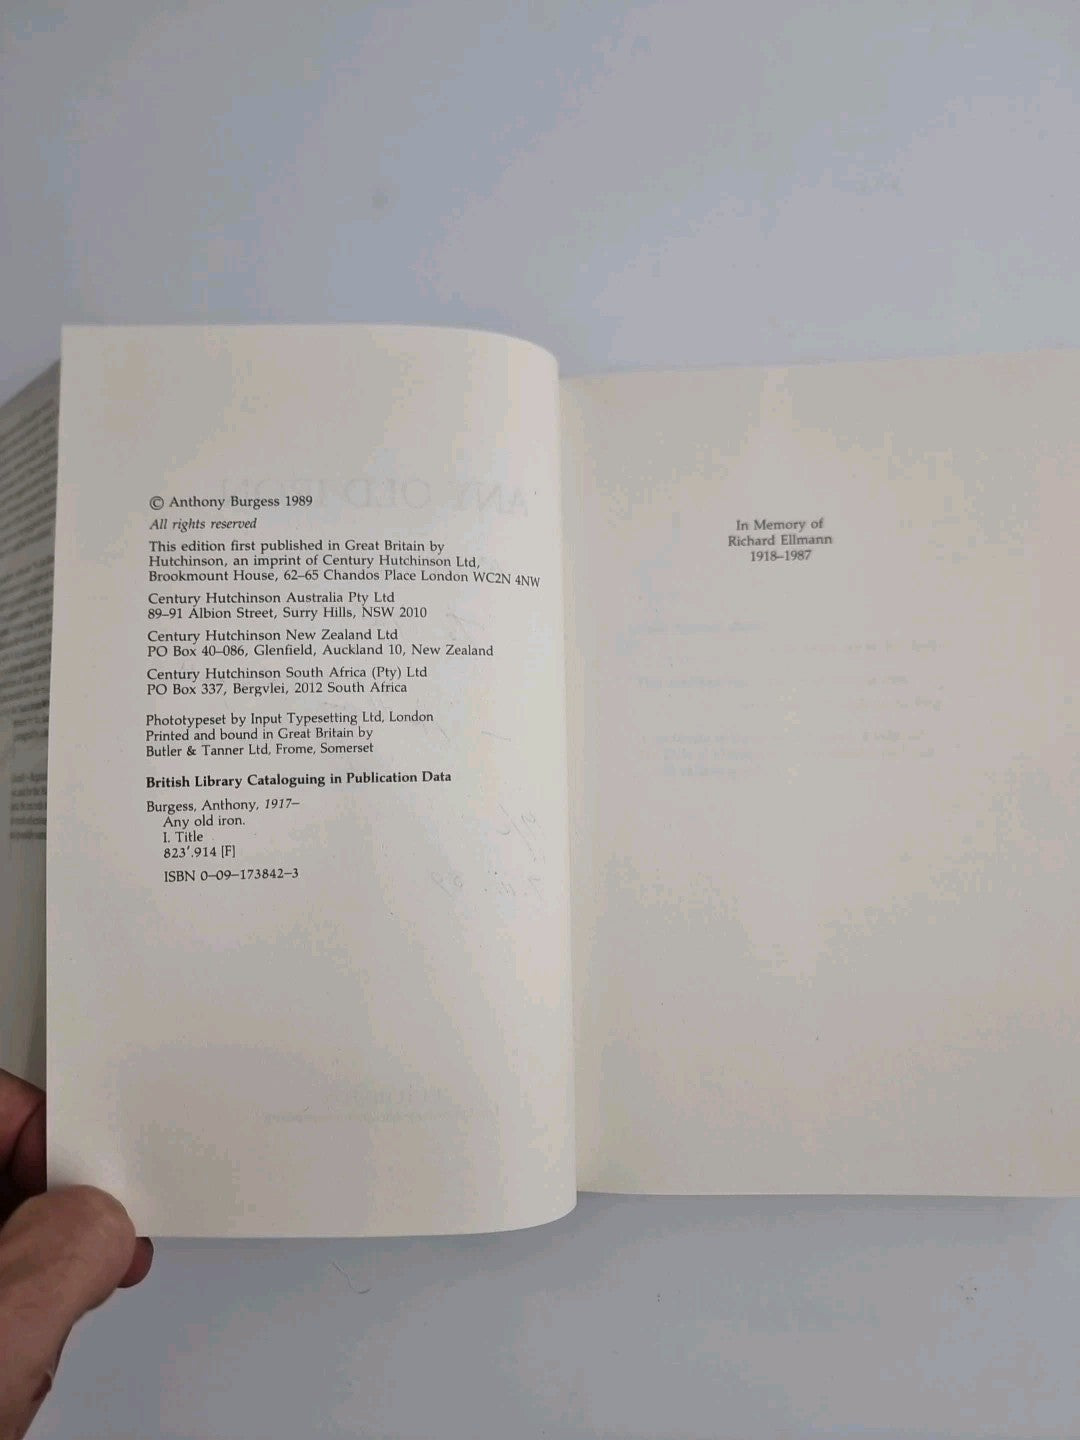 © Anthony Burgess 1989
All rights reserved
This edition first published in Great Britain by
Hutchinson, an imprint of Century Hutchinson Ltd,
Brookmount House, 62–65 Chandos Place London WC2N 4NW
Century Hutchinson Australia Pty Ltd
89–91 Albion Street, Surry Hills, NSW 2010
Century Hutchinson New Zealand Ltd
PO Box 40–086, Glenfield, Auckland 10, New Zealand
Century Hutchinson South Africa (Pty) Ltd
PO Box 337, Bergvlei, 2012 South Africa
Phototypeset by Input Typesetting Ltd, London
Printed and bound in Great Britain by
Butler & Tanner Ltd, Frome, Somerset
British Library Cataloguing in Publication Data
Burgess, Anthony, 1917–
Any old iron.
I. Title
823′.914 [F]
ISBN 0–09–173842–3
In Memory of
Richard Ellmann
1918–1987